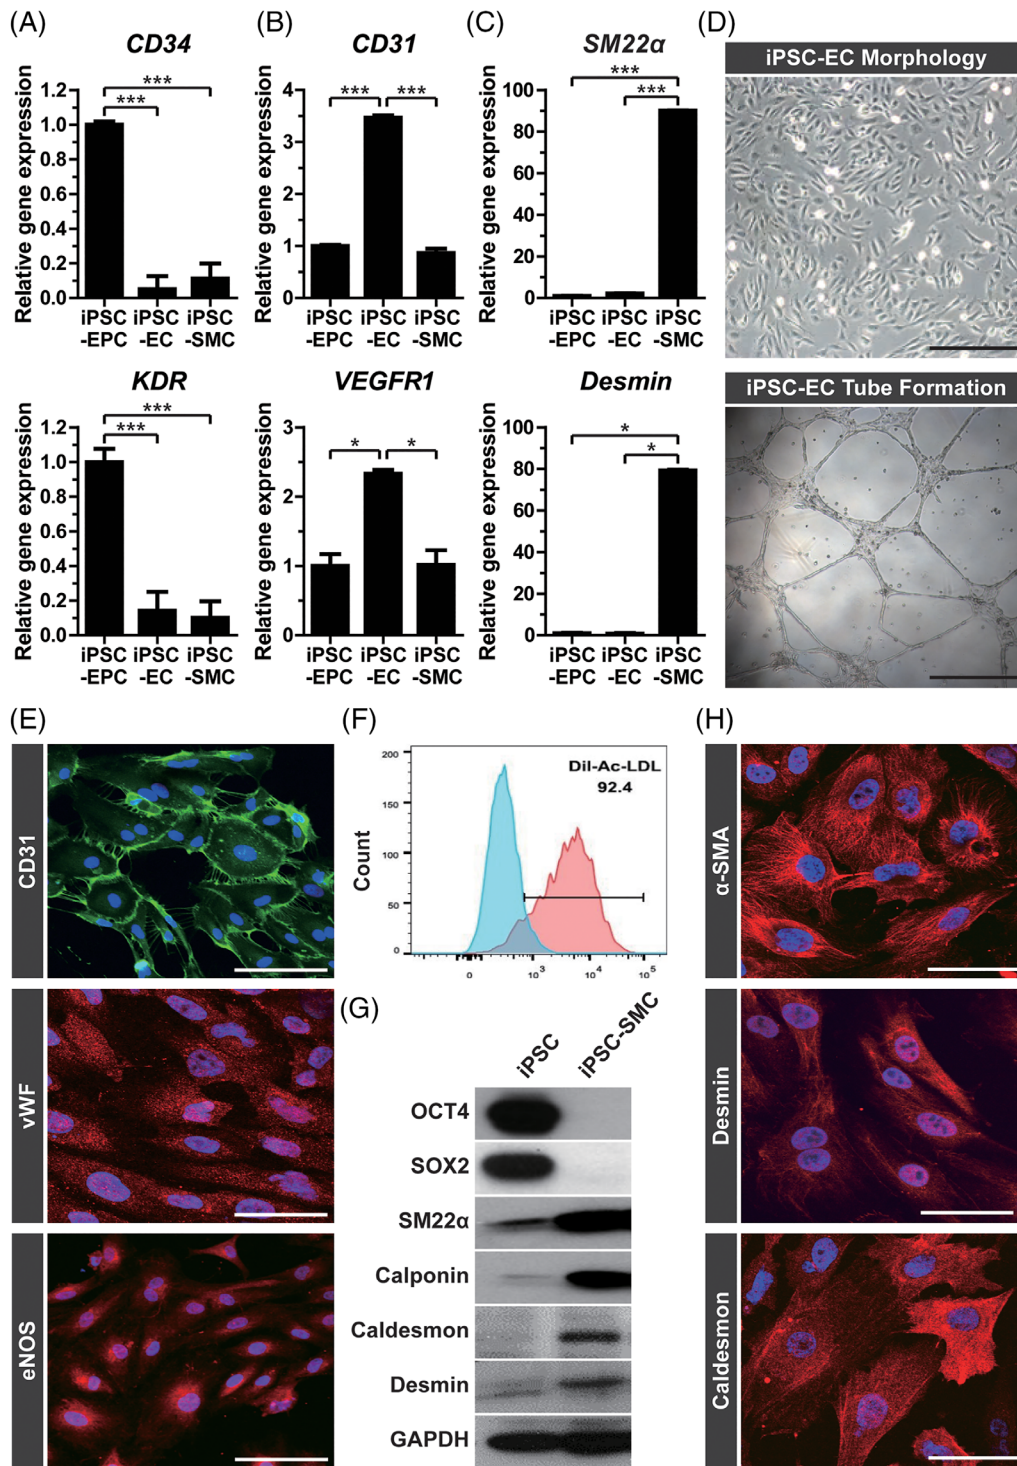 (A)
CD34
Relative gene expression
1.2
1.0
0.8
0.6
0.4
0.2
0.0
***
***
iPSC
-EPC
iPSC
-EC
iPSC
-SMC
KDR
Relative gene expression
1.2
1.0
0.8
0.6
0.4
0.2
0.0
***
***
iPSC
-EPC
iPSC
-EC
iPSC
-SMC
(B)
CD31
Relative gene expression
4
3
2
1
0
***
***
iPSC
-EPC
iPSC
-EC
iPSC
-SMC
VEGFR1
Relative gene expression
3
2
1
0
*
*
iPSC
-EPC
iPSC
-EC
iPSC
-SMC
(C)
SM22α
Relative gene expression
100
80
60
40
20
0
***
***
iPSC
-EPC
iPSC
-EC
iPSC
-SMC
Desmin
Relative gene expression
100
80
60
40
20
0
*
*
iPSC
-EPC
iPSC
-EC
iPSC
-SMC
(D)
iPSC-EC Morphology
iPSC-EC Tube Formation
(E)
CD31
vWF
eNOS
(F)
Count
200
150
100
50
0
Dil-Ac-LDL
92.4
0
10³
10⁴
10⁵
(G)
iPSC
iPSC-SMC
OCT4
SOX2
SM22α
Calponin
Caldesmon
Desmin
GAPDH
(H)
α-SMA
Desmin
Caldesmon